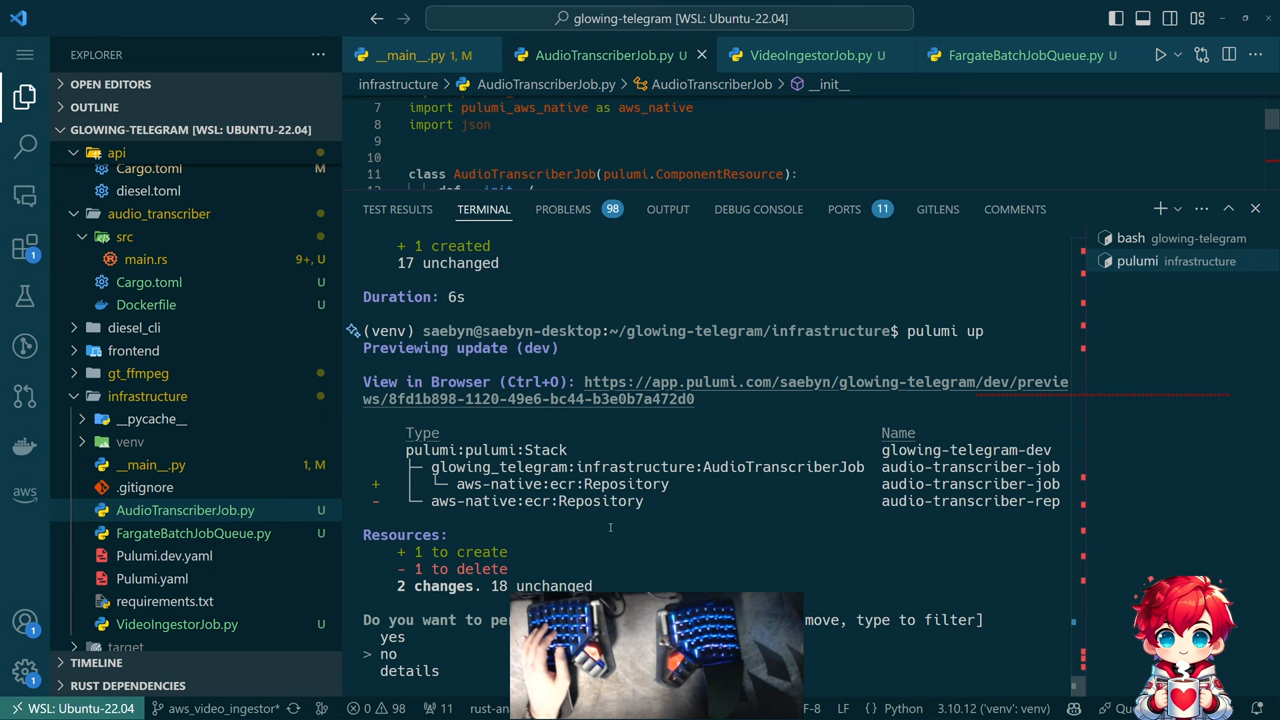 glowing-telegram [WSL: Ubuntu-22.04]
EXPLORER
OPEN EDITORS
OUTLINE
GLOWING-TELEGRAM [WSL: UBUNTU-22.04]
api
Cargo.toml M
diesel.toml
audio_transcriber
src
main.rs 9+, U
Cargo.toml U
Dockerfile U
diesel_cli
frontend
gt_ffmpeg
infrastructure
__pycache__
venv
__main__.py 1, M
.gitignore
AudioTranscriberJob.py U
FargateBatchJobQueue.py U
Pulumi.dev.yaml
Pulumi.yaml
requirements.txt
VideoIngestorJob.py U
target
TIMELINE
RUST DEPENDENCIES
__main__.py 1, M
AudioTranscriberJob.py U
VideoIngestorJob.py U
FargateBatchJobQueue.py U
infrastructure > AudioTranscriberJob.py > AudioTranscriberJob > __init__
7 import pulumi_aws_native as aws_native
8 import json
9
10
11 class AudioTranscriberJob(pulumi.ComponentResource):
TEST RESULTS TERMINAL PROBLEMS 98 OUTPUT DEBUG CONSOLE PORTS 11 GITLENS COMMENTS
bash glowing-telegram
pulumi infrastructure
+ 1 created
17 unchanged
Duration: 6s
(venv) saebyn@saebyn-desktop:~/glowing-telegram/infrastructure$ pulumi up
Previewing update (dev)
View in Browser (Ctrl+O): https://app.pulumi.com/saebyn/glowing-telegram/dev/previe
ws/8fd1b898-1120-49e6-bc44-b3e0b7a472d0
Type Name
pulumi:pulumi:Stack glowing-telegram-dev
glowing_telegram:infrastructure:AudioTranscriberJob audio-transcriber-job
+ aws-native:ecr:Repository audio-transcriber-job
- aws-native:ecr:Repository audio-transcriber-rep
Resources:
+ 1 to create
- 1 to delete
2 changes. 18 unchanged
Do you want to pe move, type to filter]
yes
> no
details
WSL: Ubuntu-22.04 aws_video_ingestor* 0 98 11 rust-an F-8 LF Python 3.10.12 ('venv': venv)